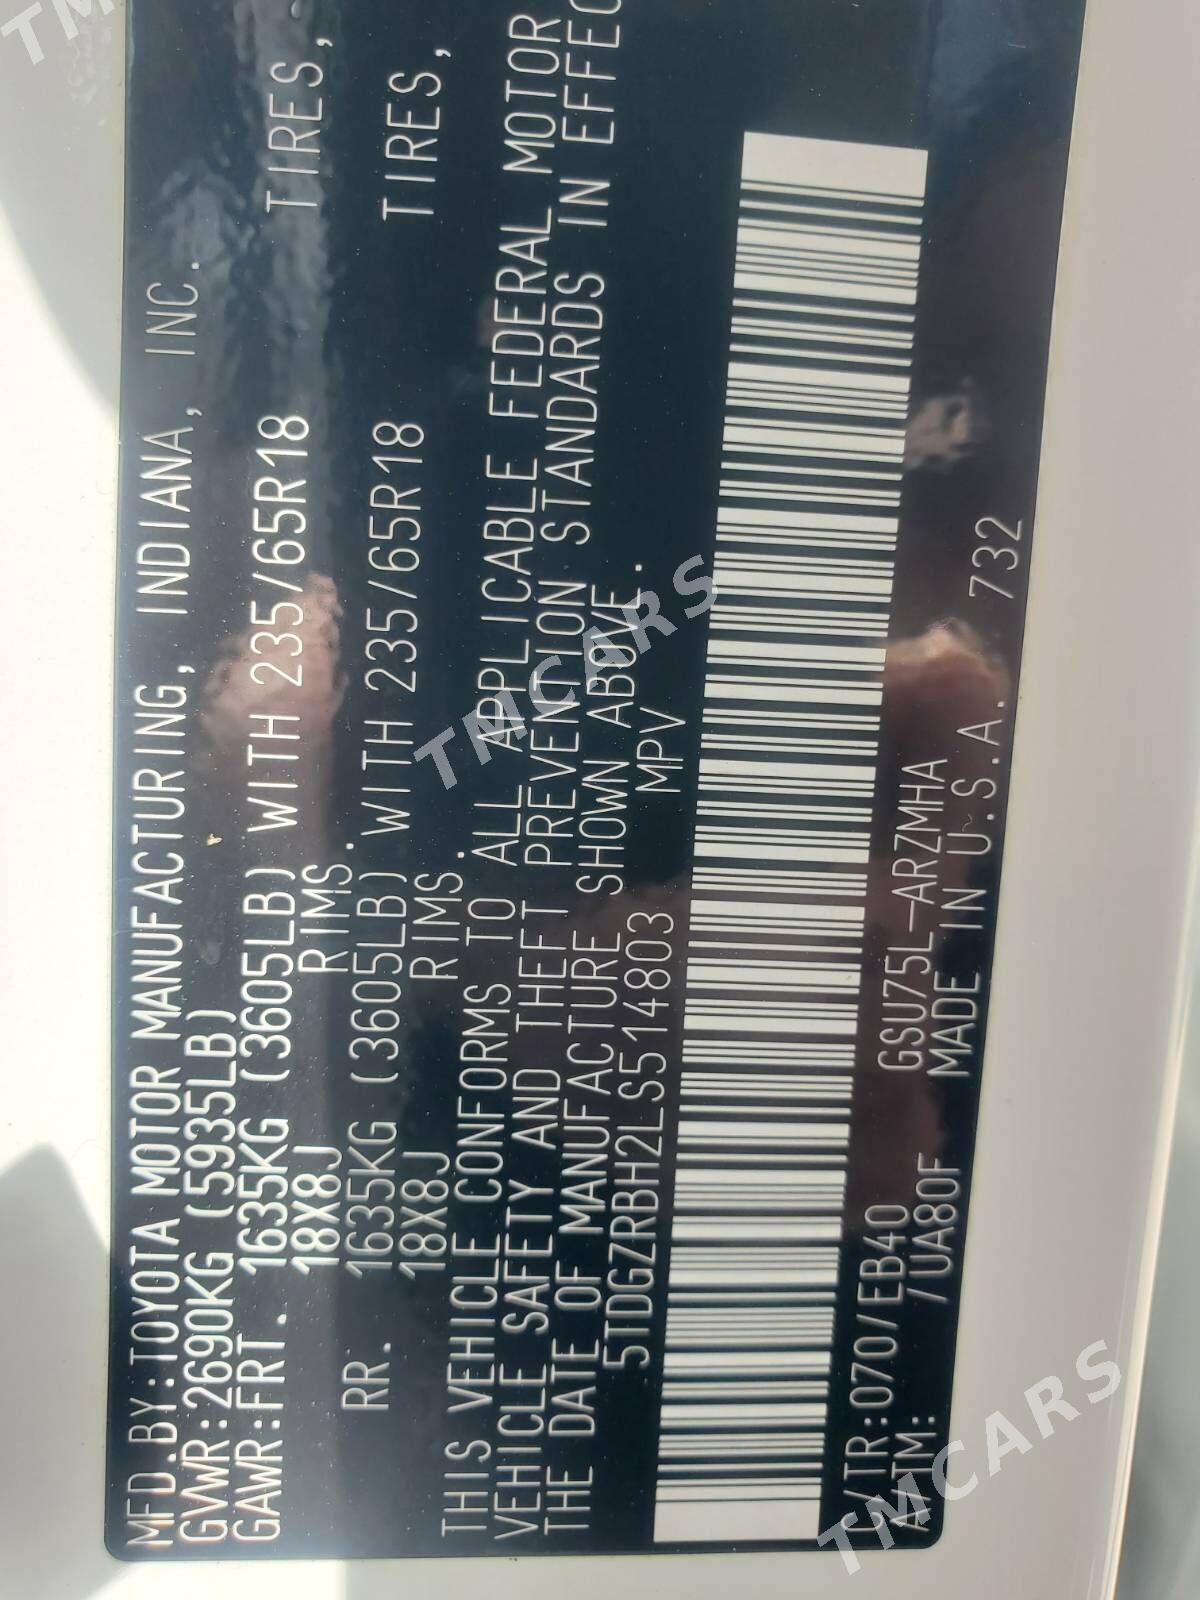 MFD.BY:TOYOTA MOTOR MANUFACTURING, INDIANA, INC.
GVWR:2690KG (5935LB)
GAWR:FRT. 1635KG (3605LB) WITH 235/65R18 TIRES,
18X8J RIMS.
RR. 1635KG (3605LB) WITH 235/65R18 TIRES,
18X8J RIMS.
THIS VEHICLE CONFORMS TO ALL APPLICABLE FEDERAL MOTOR
VEHICLE SAFETY AND THEFT PREVENTION STANDARDS IN EFFEC
THE DATE OF MANUFACTURE SHOWN ABOVE.
5TDGZRBH2LS514803 MPV
C/TR:070/EB40 GSU75L-ARZMHA
A/TM: /UA80F MADE IN U.S.A. 732
TMCARS
TMCARS